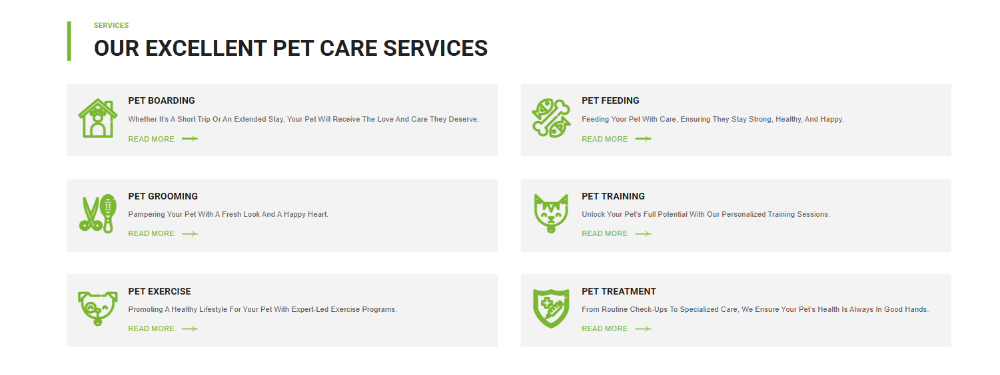 SERVICES
OUR EXCELLENT PET CARE SERVICES
PET BOARDING
Whether It's A Short Trip Or An Extended Stay, Your Pet Will Receive The Love And Care They Deserve.
READ MORE
PET FEEDING
Feeding Your Pet With Care, Ensuring They Stay Strong, Healthy, And Happy.
READ MORE
PET GROOMING
Pampering Your Pet With A Fresh Look And A Happy Heart.
READ MORE
PET TRAINING
Unlock Your Pet's Full Potential With Our Personalized Training Sessions.
READ MORE
PET EXERCISE
Promoting A Healthy Lifestyle For Your Pet With Expert-Led Exercise Programs.
READ MORE
PET TREATMENT
From Routine Check-Ups To Specialized Care, We Ensure Your Pet's Health Is Always In Good Hands.
READ MORE